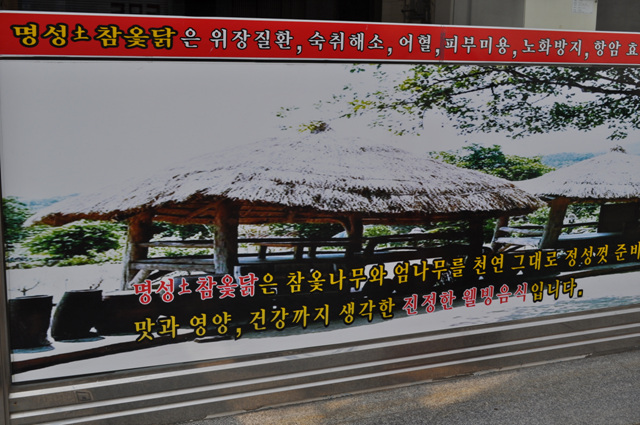 명성土참옻닭은 위장질환, 숙취해소, 어혈, 피부미용, 노화방지, 항암 효
명성土참옻닭은 참옻나무와 엄나무를 천연 그대로 정성껏 준비
맛과 영양, 건강까지 생각한 진정한 웰빙음식입니다.